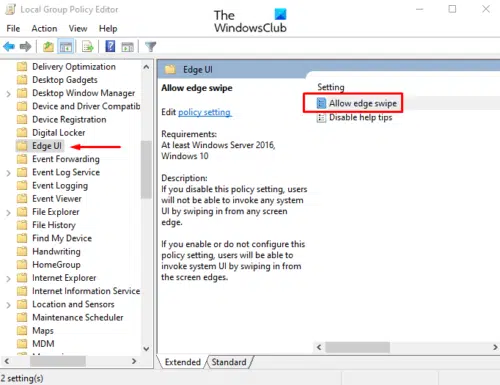 Local Group Policy Editor
The
WindowsClub
File Action View Help
Delivery Optimization
Desktop Gadgets
Desktop Window Manager
Device and Driver Compatib
Device Registration
Digital Locker
Edge UI
Event Forwarding
Event Log Service
Event Logging
Event Viewer
File Explorer
File History
Find My Device
Handwriting
HomeGroup
Internet Explorer
Internet Information Service
Location and Sensors
Maintenance Scheduler
Maps
MDM
Edge UI
Allow edge swipe
Edit policy setting.
Requirements:
At least Windows Server 2016,
Windows 10
Description:
If you disable this policy setting, users
will not be able to invoke any system
UI by swiping in from any screen
edge.
If you enable or do not configure this
policy setting, users will be able to
invoke system UI by swiping in from
the screen edges.
Setting
Allow edge swipe
Disable help tips
Extended Standard
2 setting(s)